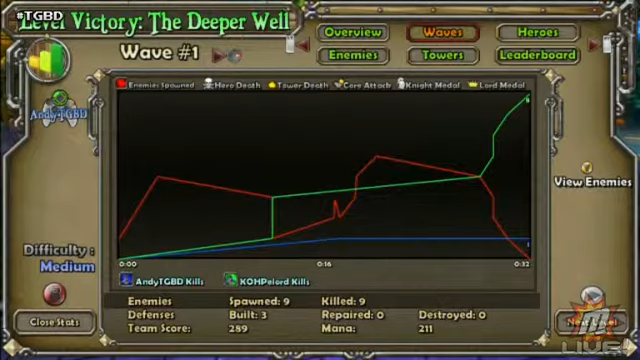 #TGBD
Level Victory: The Deeper Well
Overview
Waves
Heroes
Enemies
Towers
Leaderboard
Wave #1
Enemies Spawned
Hero Death
Tower Death
Core Attack
Knight Medal
Lord Medal
AndyTGBD
View Enemies
Difficulty :
Medium
0:00
0:16
0:32
AndyTGBD Kills
KOMPelord Kills
Enemies Spawned: 9 Killed: 9
Defenses Built: 3 Repaired: 0 Destroyed: 0
Team Score: 289 Mana: 211
Close Stats
Next Level
LIVE!